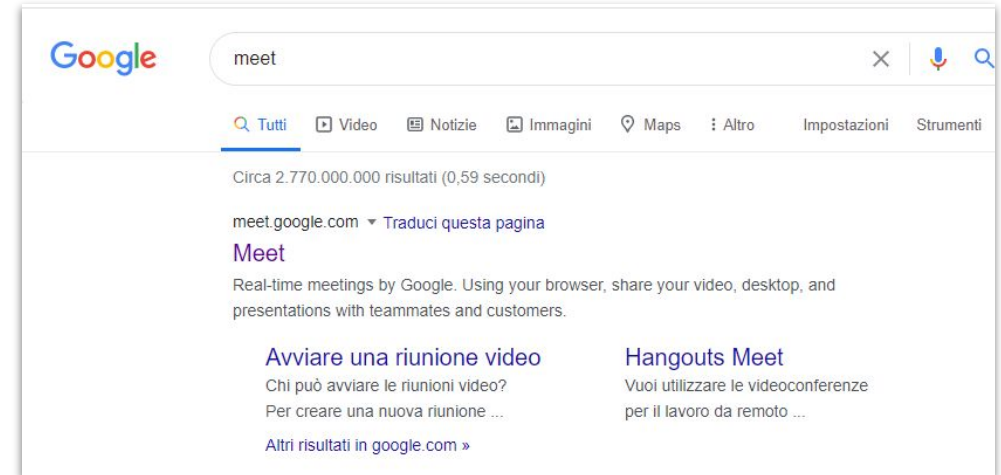 Google
meet
Tutti Video Notizie Immagini Maps Altro Impostazioni Strumenti
Circa 2.770.000.000 risultati (0,59 secondi)
meet.google.com Traduci questa pagina
Meet
Real-time meetings by Google. Using your browser, share your video, desktop, and
presentations with teammates and customers.
Avviare una riunione video
Chi può avviare le riunioni video?
Per creare una nuova riunione ...
Hangouts Meet
Vuoi utilizzare le videoconferenze
per il lavoro da remoto ...
Altri risultati in google.com »